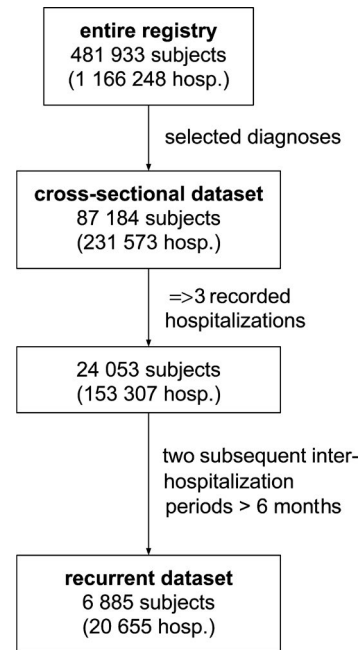 entire registry
481 933 subjects
(1 166 248 hosp.)
selected diagnoses
cross-sectional dataset
87 184 subjects
(231 573 hosp.)
=>3 recorded
hospitalizations
24 053 subjects
(153 307 hosp.)
two subsequent inter-
hospitalization
periods > 6 months
recurrent dataset
6 885 subjects
(20 655 hosp.)